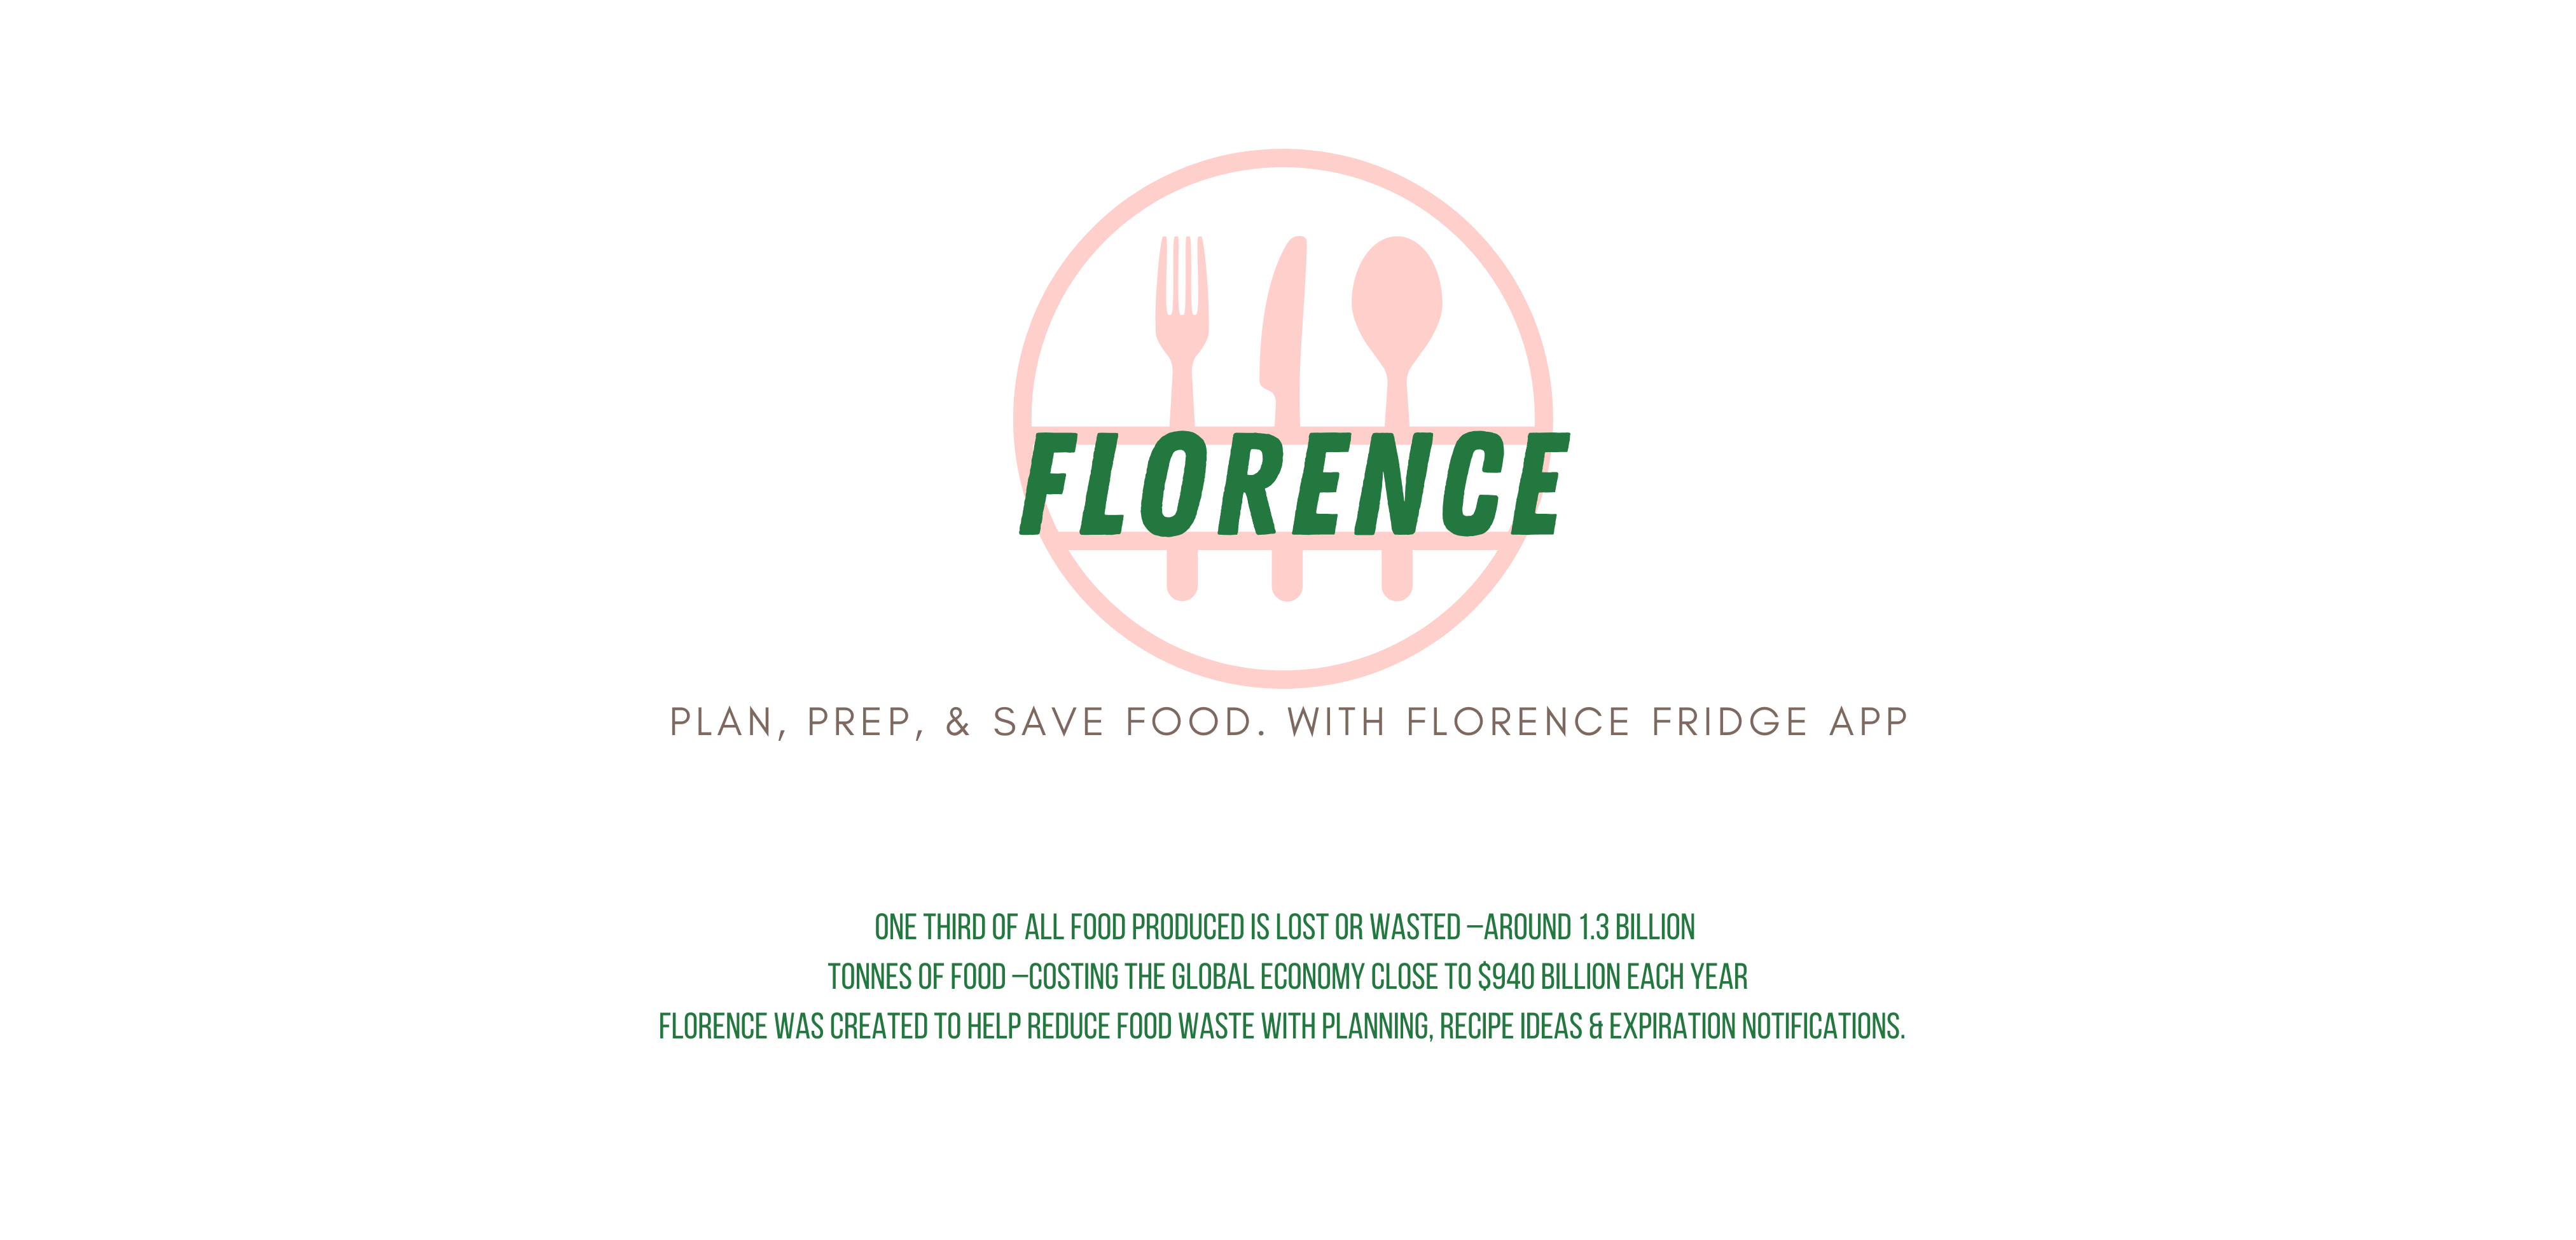 FLORENCE
PLAN, PREP, & SAVE FOOD. WITH FLORENCE FRIDGE APP
ONE THIRD OF ALL FOOD PRODUCED IS LOST OR WASTED –AROUND 1.3 BILLION
TONNES OF FOOD –COSTING THE GLOBAL ECONOMY CLOSE TO $940 BILLION EACH YEAR
FLORENCE WAS CREATED TO HELP REDUCE FOOD WASTE WITH PLANNING, RECIPE IDEAS & EXPIRATION NOTIFICATIONS.